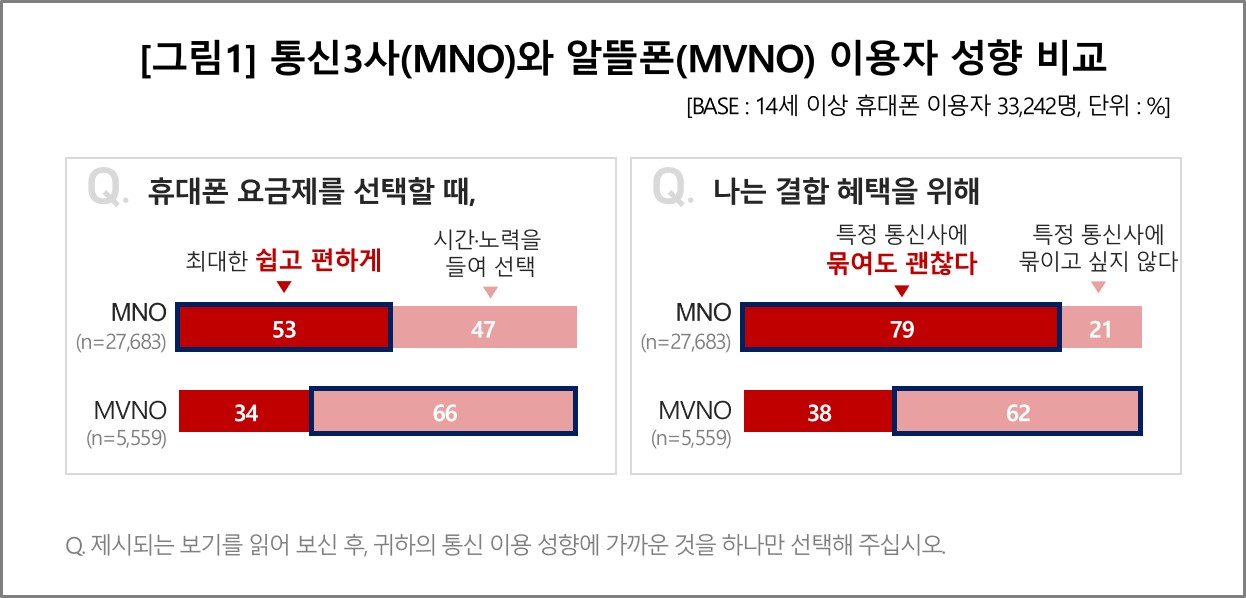 [그림1] 통신3사(MNO)와 알뜰폰(MVNO) 이용자 성향 비교
[BASE : 14세 이상 휴대폰 이용자 33,242명, 단위 : %]
Q. 휴대폰 요금제를 선택할 때,
최대한 쉽고 편하게
시간·노력을
들여 선택
MNO
(n=27,683)
53
47
MVNO
(n=5,559)
34
66
Q. 나는 결합 혜택을 위해
특정 통신사에
묶여도 괜찮다
특정 통신사에
묶이고 싶지 않다
MNO
(n=27,683)
79
21
MVNO
(n=5,559)
38
62
Q. 제시되는 보기를 읽어 보신 후, 귀하의 통신 이용 성향에 가까운 것을 하나만 선택해 주십시오.